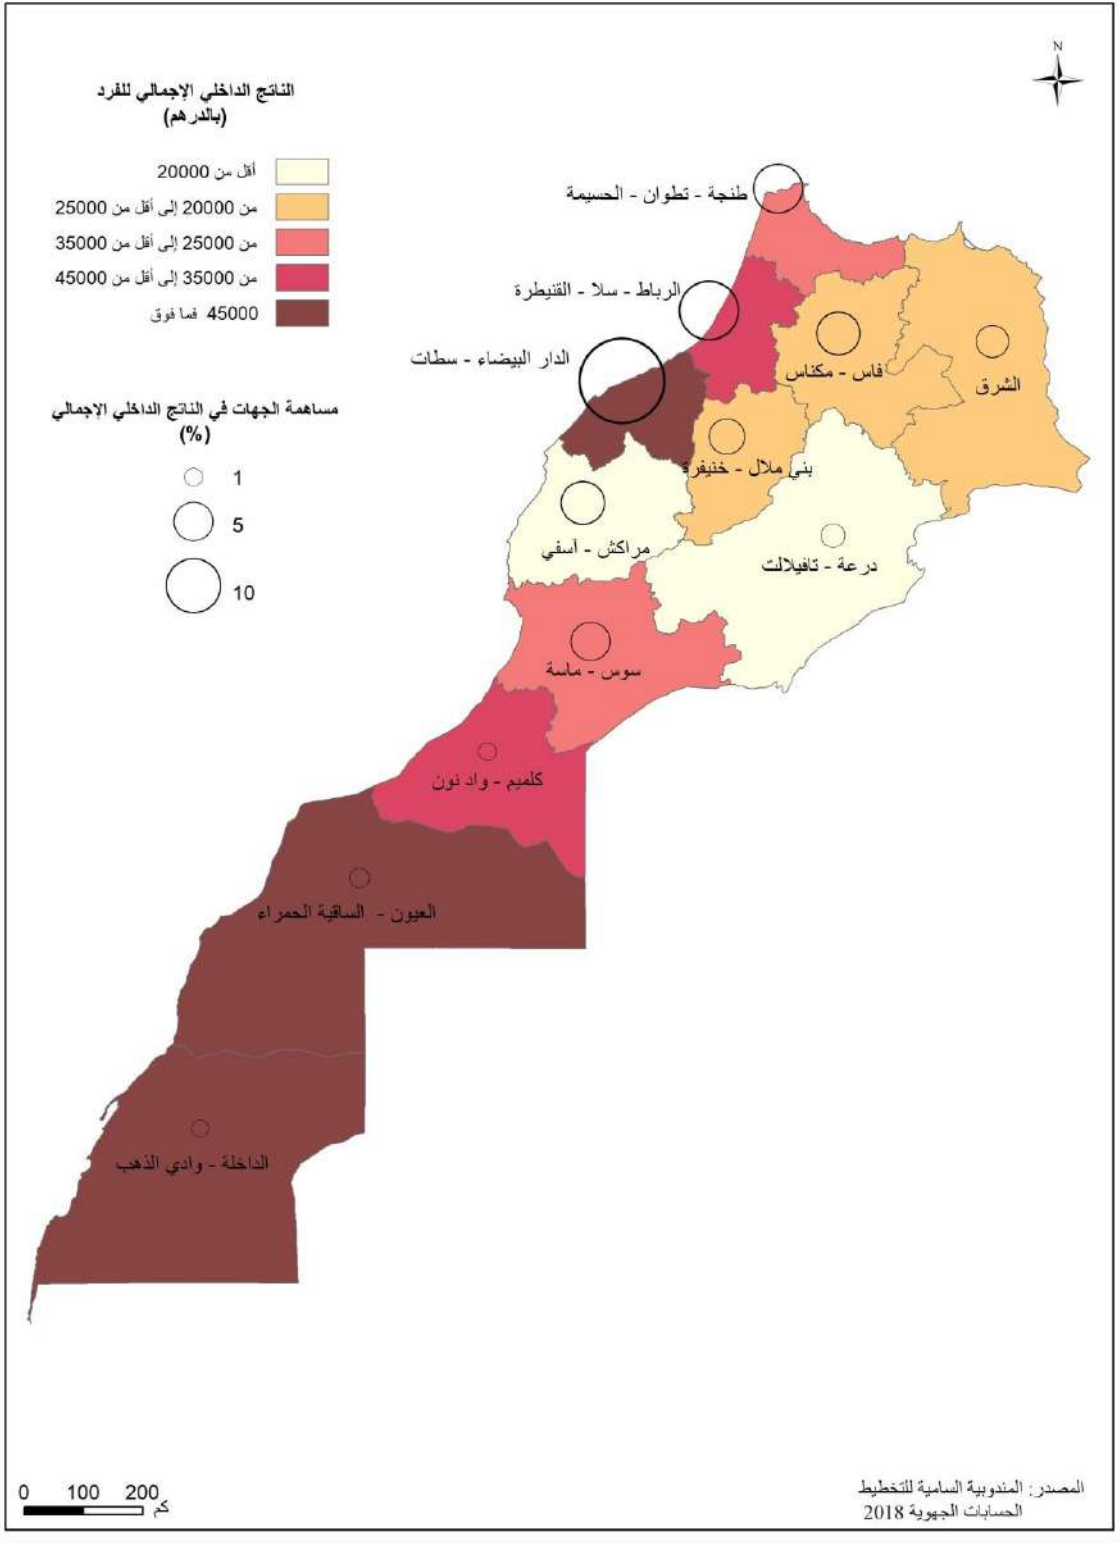 N
الناتج الداخلي الإجمالي للفرد
(بالدرهم)
أقل من 20000
من 20000 إلى أقل من 25000
من 25000 إلى أقل من 35000
من 35000 إلى أقل من 45000
45000 فما فوق
مساهمة الجهات في الناتج الداخلي الإجمالي
(%)
1
5
10
طنجة - تطوان - الحسيمة
الرباط - سلا - القنيطرة
الدار البيضاء - سطات
فاس - مكناس
الشرق
بني ملال - خنيفرة
مراكش - آسفي
درعة - تافيلالت
سوس - ماسة
كلميم - واد نون
العيون - الساقية الحمراء
الداخلة - وادي الذهب
0 100 200
كم
المصدر: المندوبية السامية للتخطيط
الحسابات الجهوية 2018